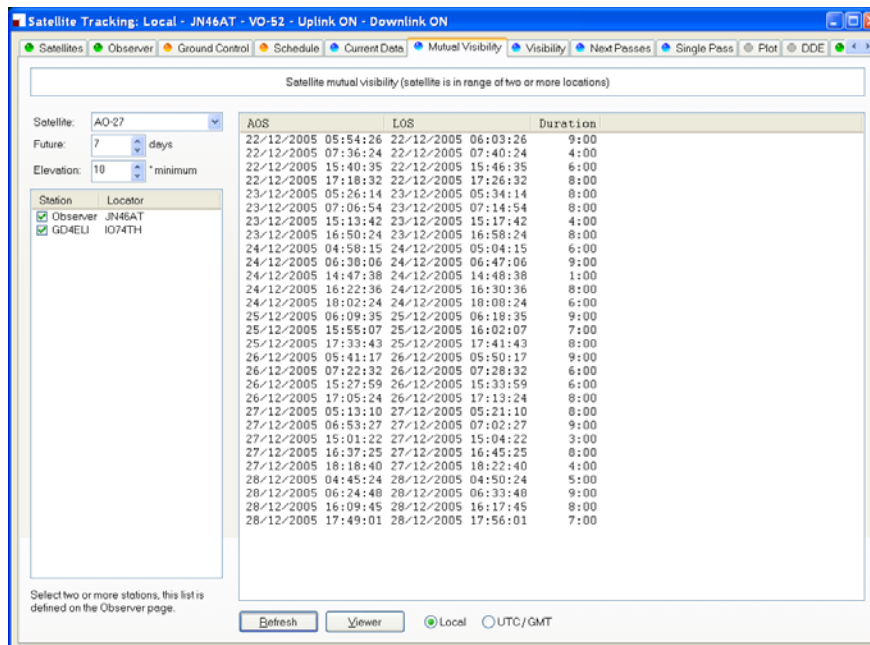 Satellite Tracking: Local - JN46AT - VO-52 - Uplink ON - Downlink ON
Satellites Observer Ground Control Schedule Current Data Mutual Visibility Visibility Next Passes Single Pass Plot DDE
Satellite mutual visibility (satellite is in range of two or more locations)
Satellite: AO-27
Future: 7 days
Elevation: 10 ° minimum
Station Locator
Observer JN46AT
GD4ELI IO74TH
Select two or more stations, this list is
defined on the Observer page.
AOS LOS Duration
22/12/2005 05:54:26 22/12/2005 06:03:26 9:00
22/12/2005 07:36:24 22/12/2005 07:40:24 4:00
22/12/2005 15:40:35 22/12/2005 15:46:35 6:00
22/12/2005 17:18:32 22/12/2005 17:26:32 8:00
23/12/2005 05:26:14 23/12/2005 05:34:14 8:00
23/12/2005 07:06:54 23/12/2005 07:14:54 8:00
23/12/2005 15:13:42 23/12/2005 15:17:42 4:00
23/12/2005 16:50:24 23/12/2005 16:58:24 8:00
24/12/2005 04:58:15 24/12/2005 05:04:15 6:00
24/12/2005 06:38:06 24/12/2005 06:47:06 9:00
24/12/2005 14:47:38 24/12/2005 14:48:38 1:00
24/12/2005 16:22:36 24/12/2005 16:30:36 8:00
24/12/2005 18:02:24 24/12/2005 18:08:24 6:00
25/12/2005 06:09:35 25/12/2005 06:18:35 9:00
25/12/2005 15:55:07 25/12/2005 16:02:07 7:00
25/12/2005 17:33:43 25/12/2005 17:41:43 8:00
26/12/2005 05:41:17 26/12/2005 05:50:17 9:00
26/12/2005 07:22:32 26/12/2005 07:28:32 6:00
26/12/2005 15:27:59 26/12/2005 15:33:59 6:00
26/12/2005 17:05:24 26/12/2005 17:13:24 8:00
27/12/2005 05:13:10 27/12/2005 05:21:10 8:00
27/12/2005 06:53:27 27/12/2005 07:02:27 9:00
27/12/2005 15:01:22 27/12/2005 15:04:22 3:00
27/12/2005 16:37:25 27/12/2005 16:45:25 8:00
27/12/2005 18:18:40 27/12/2005 18:22:40 4:00
28/12/2005 04:45:24 28/12/2005 04:50:24 5:00
28/12/2005 06:24:48 28/12/2005 06:33:48 9:00
28/12/2005 16:09:45 28/12/2005 16:17:45 8:00
28/12/2005 17:49:01 28/12/2005 17:56:01 7:00
Refresh Viewer Local UTC/GMT